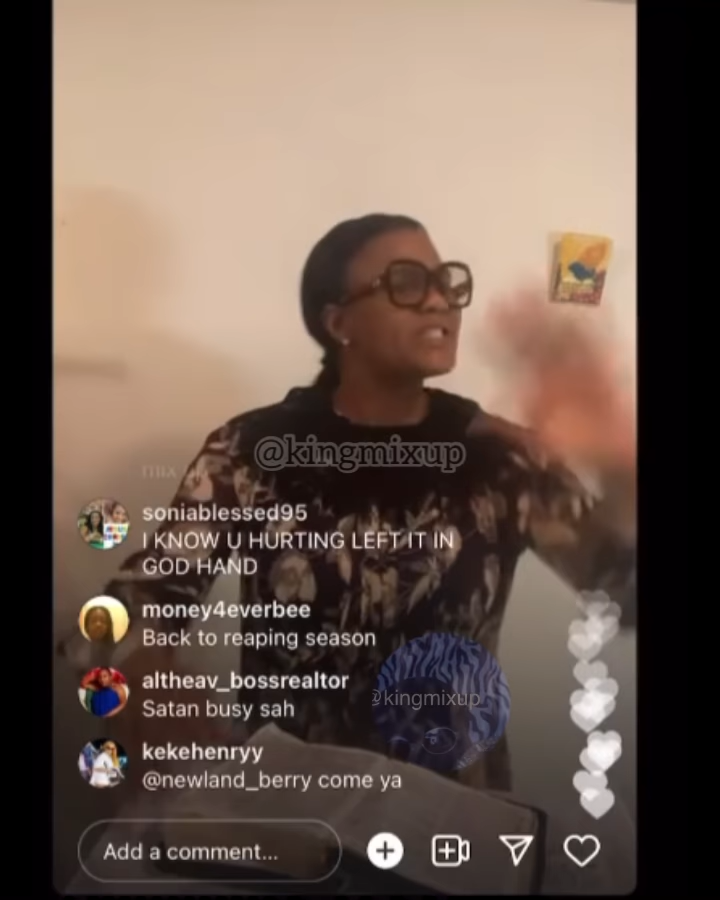 @kingmixup
soniablessed95
I KNOW U HURTING LEFT IT IN
GOD HAND
money4everbee
Back to reaping season
altheav_bossrealtor
Satan busy sah
@kingmixup
kekehenryy
@newland_berry come ya
Add a comment...